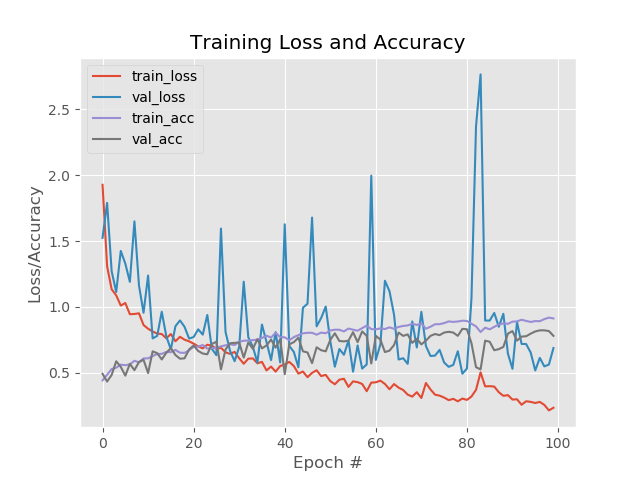 Training Loss and Accuracy
train_loss
val_loss
train_acc
val_acc
Loss/Accuracy
2.5
2.0
1.5
1.0
0.5
0 20 40 60 80 100
Epoch #